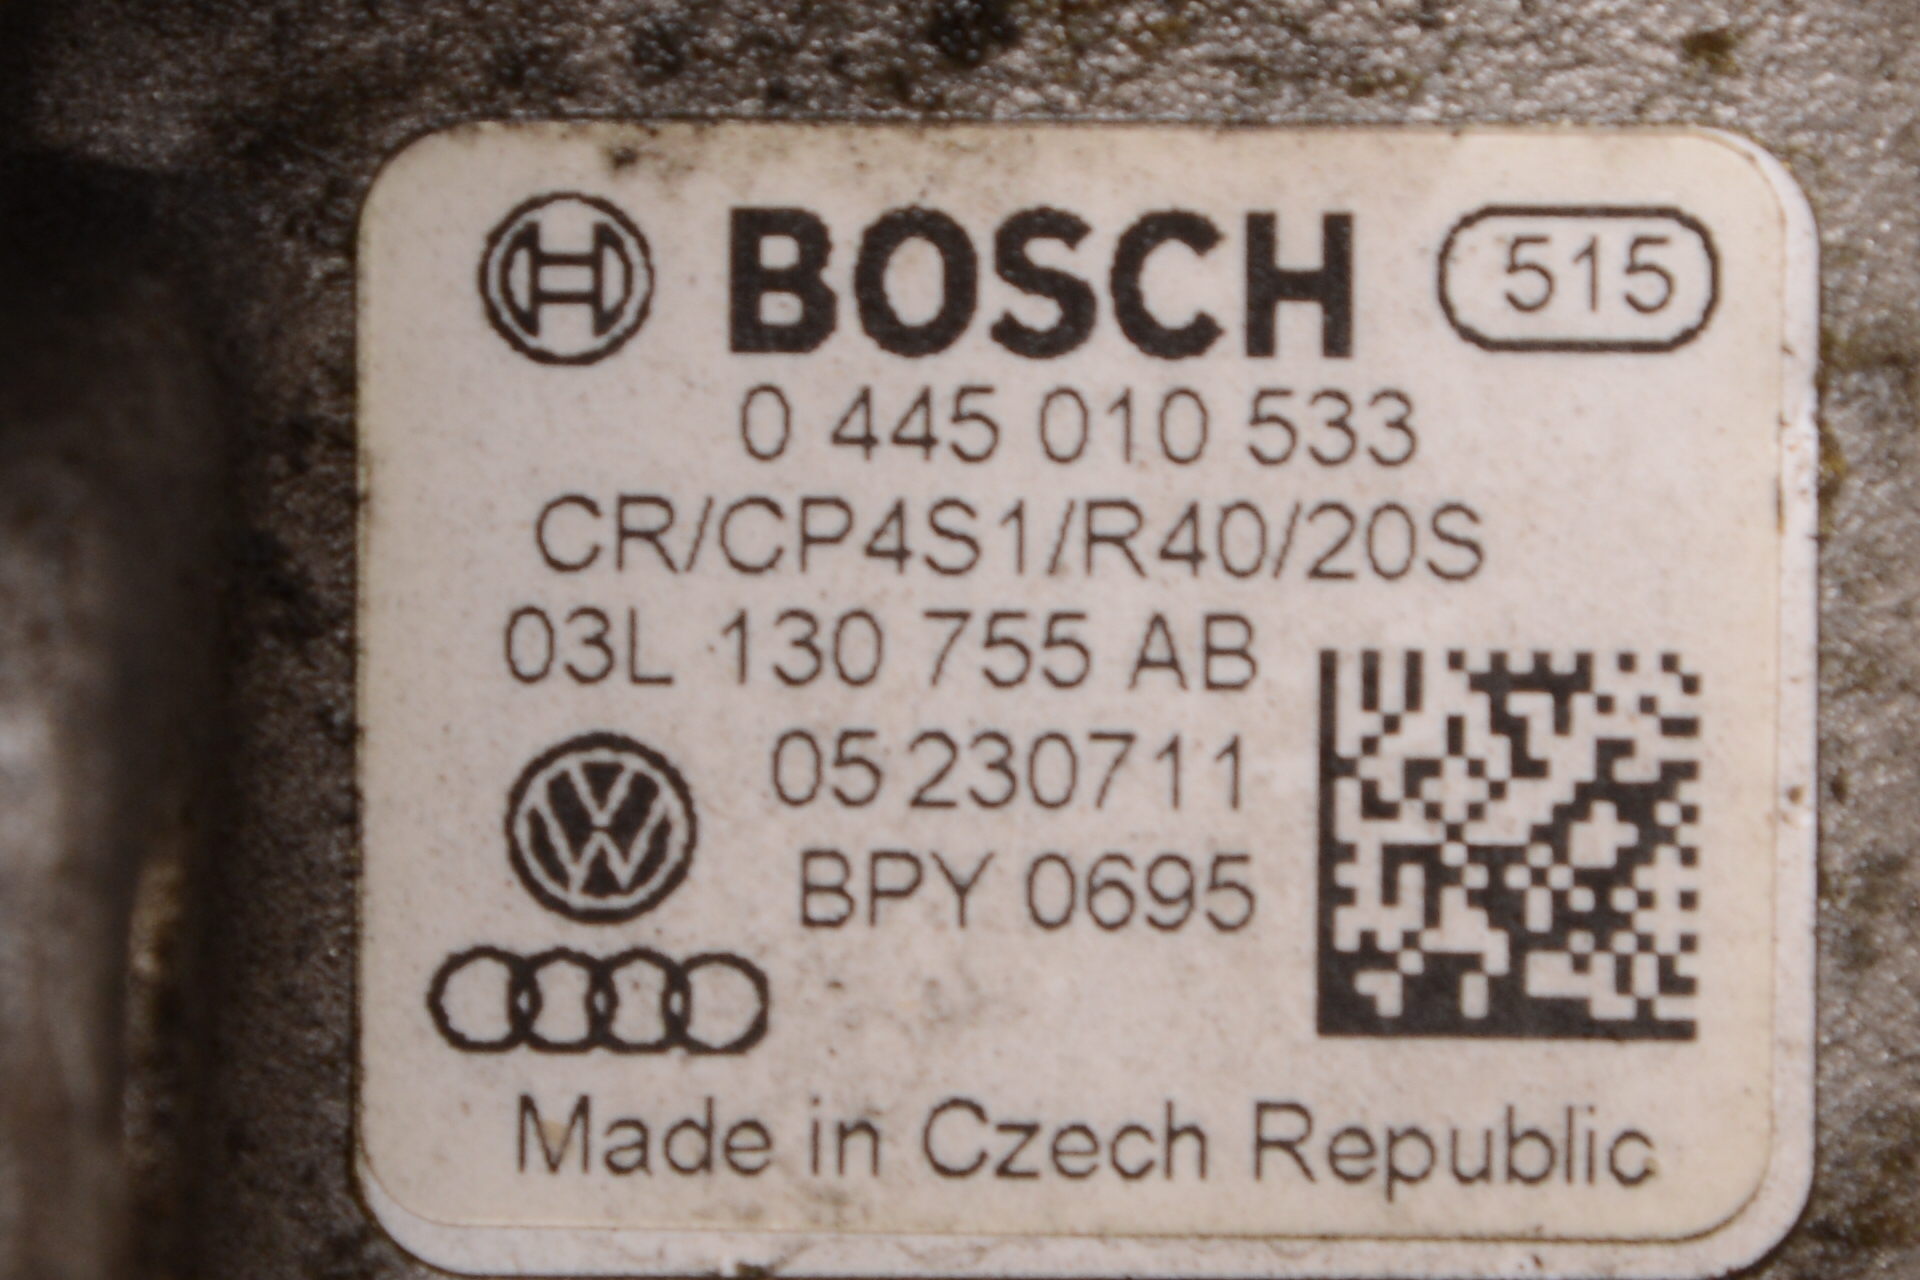 BOSCH 515
0 445 010 533
CR/CP4S1/R40/20S
03L 130 755 AB
05 230711
BPY 0695
Made in Czech Republic